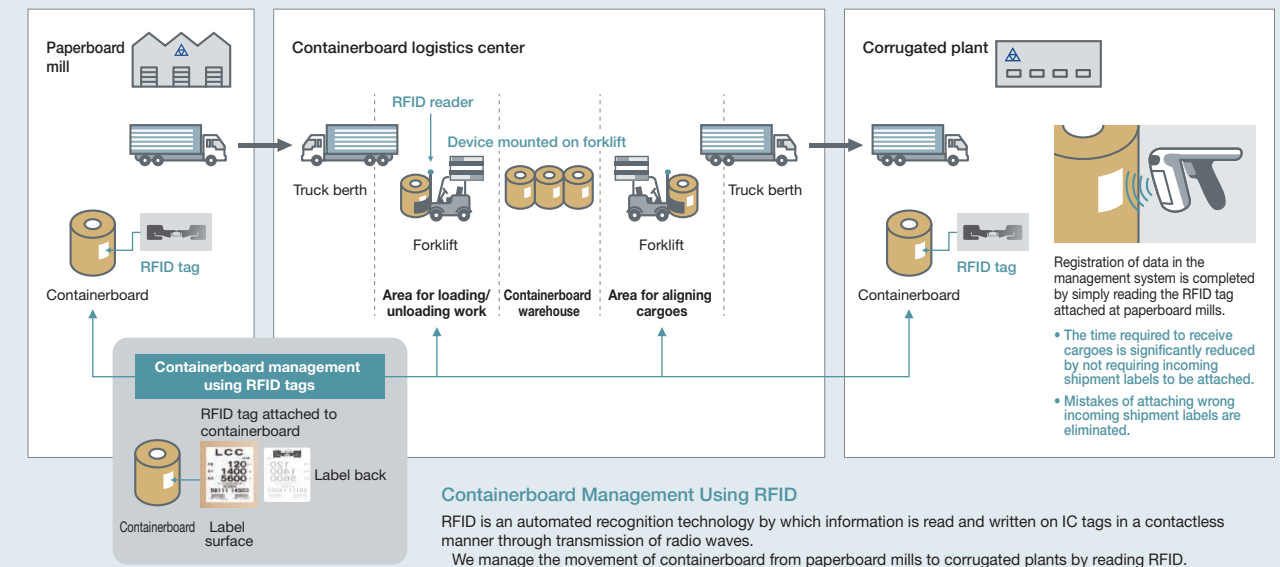 Paperboard
mill
Containerboard logistics center
Corrugated plant
RFID reader
Device mounted on forklift
Truck berth
Truck berth
Forklift
Forklift
RFID tag
Containerboard
Area for loading/
unloading work
Containerboard
warehouse
Area for aligning
cargoes
RFID tag
Containerboard
Registration of data in the
management system is completed
by simply reading the RFID tag
attached at paperboard mills.
• The time required to receive
cargoes is significantly reduced
by not requiring incoming
shipment labels to be attached.
• Mistakes of attaching wrong
incoming shipment labels are
eliminated.
Containerboard management
using RFID tags
RFID tag attached to
containerboard
LCC
120
1400
5600
Label back
Containerboard
Label
surface
Containerboard Management Using RFID
RFID is an automated recognition technology by which information is read and written on IC tags in a contactless
manner through transmission of radio waves.
We manage the movement of containerboard from paperboard mills to corrugated plants by reading RFID.